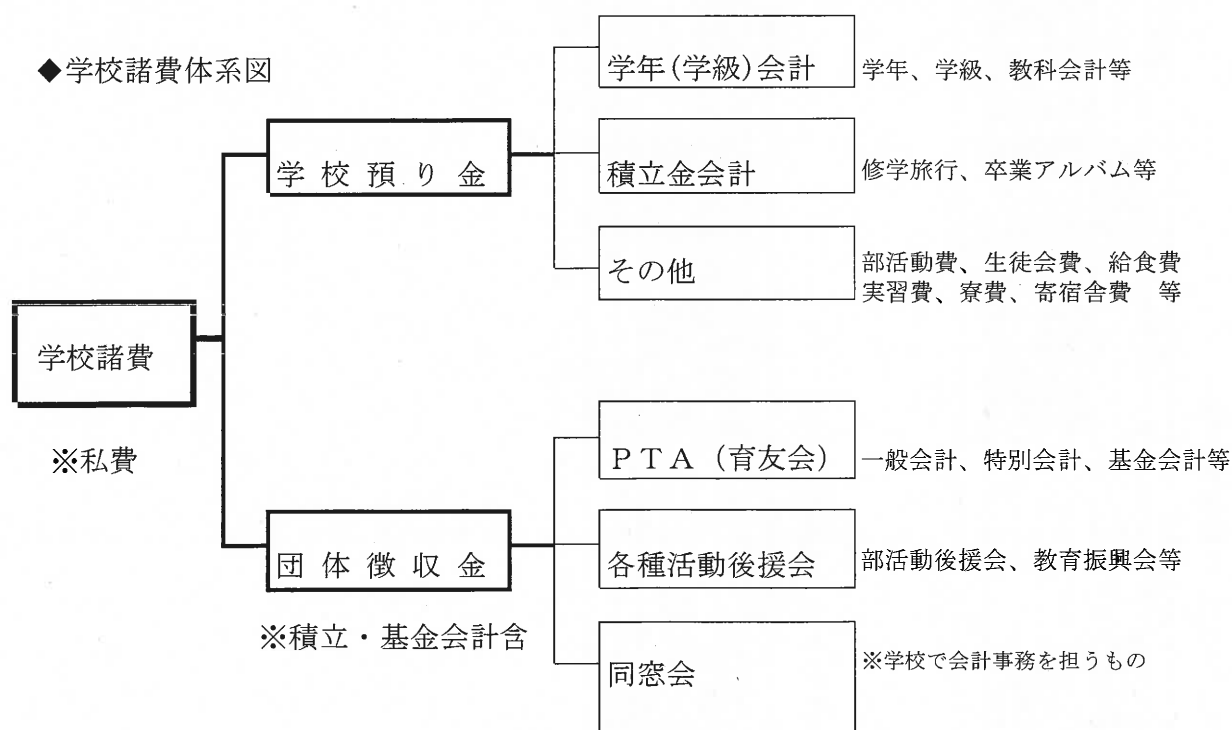 ◆学校諸費体系図
学年(学級)会計
学年、学級、教科会計等
学校預り金
積立金会計
修学旅行、卒業アルバム等
その他
部活動費、生徒会費、給食費
実習費、寮費、寄宿舎費 等
学校諸費
※私費
PTA(育友会)
一般会計、特別会計、基金会計等
団体徴収金
各種活動後援会
部活動後援会、教育振興会等
※積立・基金会計含
同窓会
※学校で会計事務を担うもの